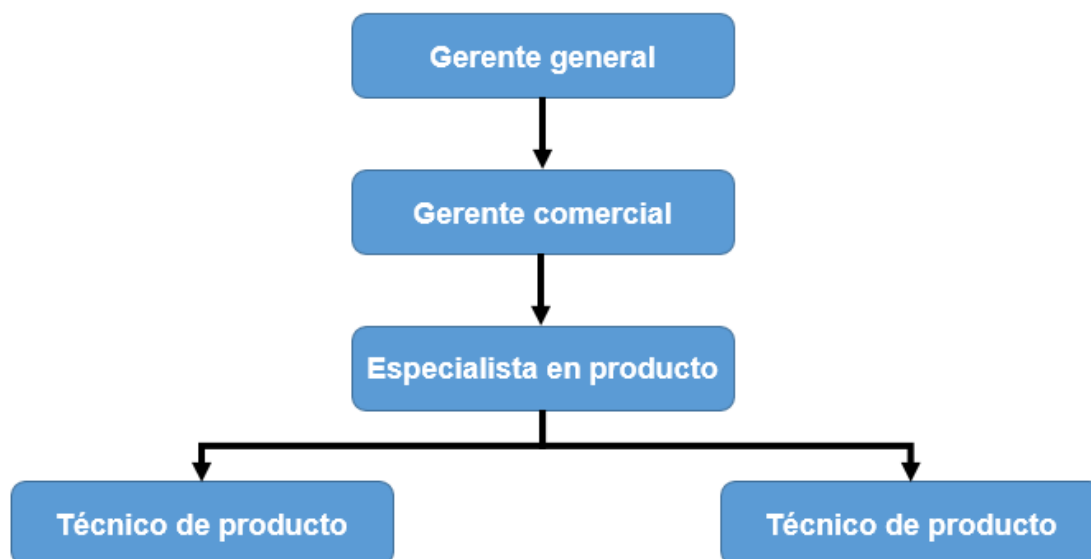 Gerente general
Gerente comercial
Especialista en producto
Técnico de producto
Técnico de producto